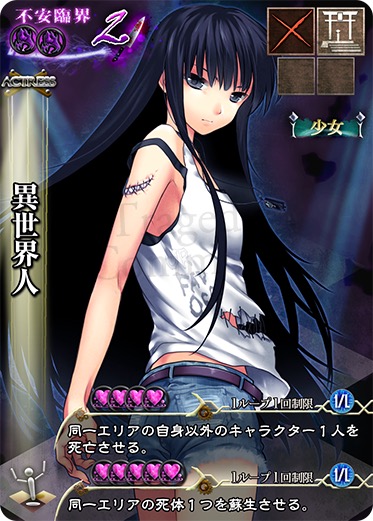 不安臨界
2
ACTRESS
少女
異世界人
1ループ1回制限
1/L
同一エリアの自身以外のキャラクター1人を
死亡させる。
1ループ1回制限
1/L
同一エリアの死体1つを蘇生させる。